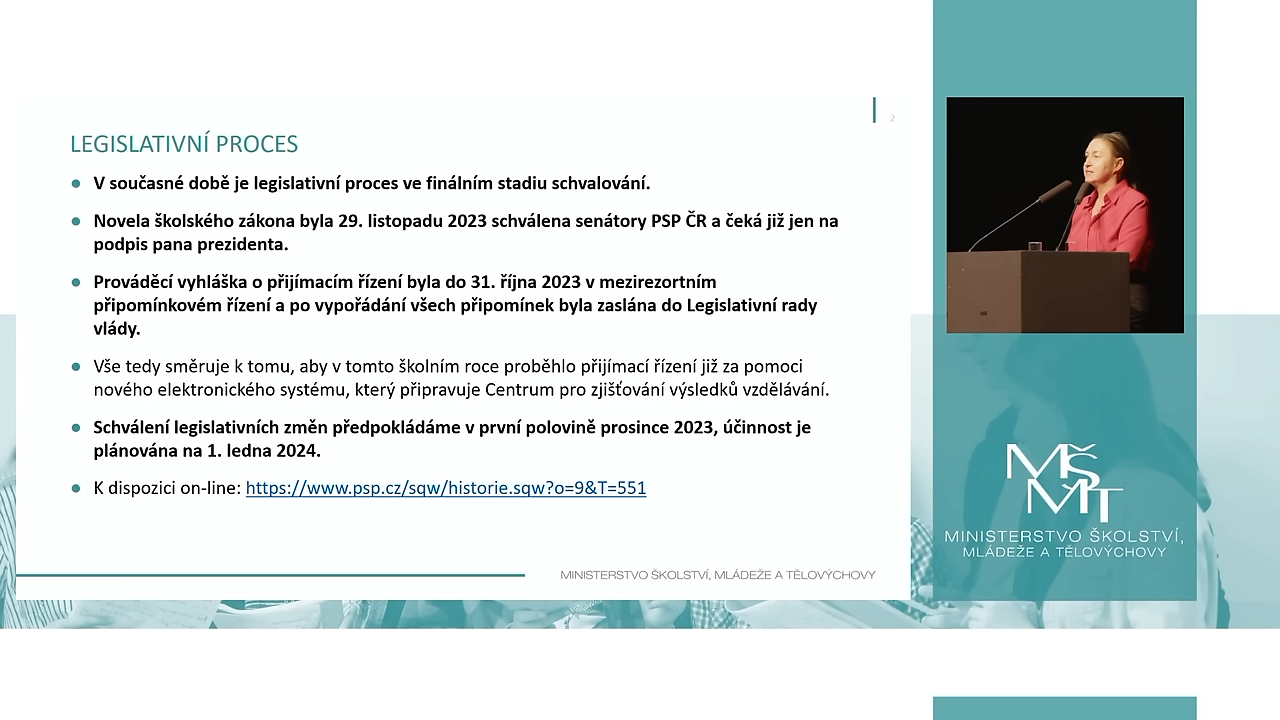 2
LEGISLATIVNÍ PROCES
V současné době je legislativní proces ve finálním stadiu schvalování.
Novela školského zákona byla 29. listopadu 2023 schválena senátory PSP ČR a čeká již jen na
podpis pana prezidenta.
Prováděcí vyhláška o přijímacím řízení byla do 31. října 2023 v mezirezortním
připomínkovém řízení a po vypořádání všech připomínek byla zaslána do Legislativní rady
vlády.
Vše tedy směruje k tomu, aby v tomto školním roce proběhlo přijímací řízení již za pomoci
nového elektronického systému, který připravuje Centrum pro zjišťování výsledků vzdělávání.
Schválení legislativních změn předpokládáme v první polovině prosince 2023, účinnost je
plánována na 1. ledna 2024.
K dispozici on-line: https://www.psp.cz/sqw/historie.sqw?o=9&T=551
MINISTERSTVO ŠKOLSTVÍ, MLÁDEŽE A TĚLOVÝCHOVY
MŠ
MT
MINISTERSTVO ŠKOLSTVÍ,
MLÁDEŽE A TĚLOVÝCHOVY